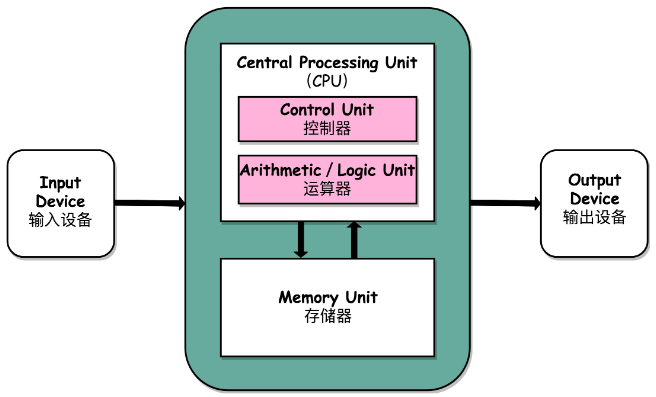 Central Processing Unit
（CPU）
Control Unit
控制器
Arithmetic / Logic Unit
运算器
Input
Device
输入设备
Output
Device
输出设备
Memory Unit
存储器